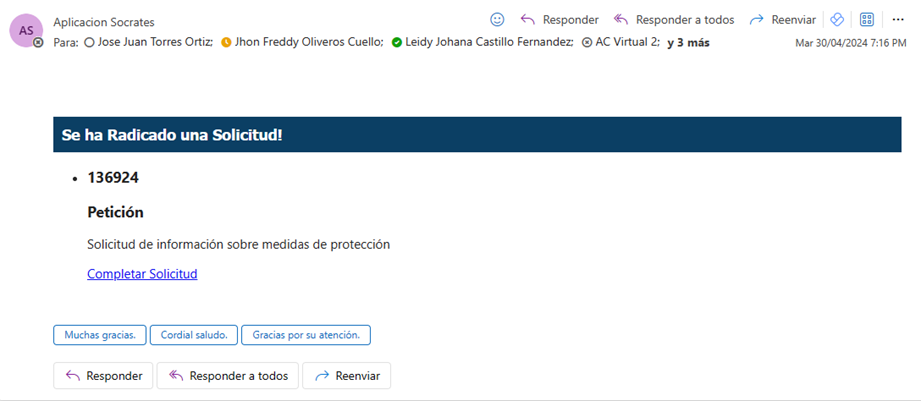 AS
Aplicacion Socrates
Responder Responder a todos Reenviar
Para: Jose Juan Torres Ortiz; Jhon Freddy Oliveros Cuello; Leidy Johana Castillo Fernandez; AC Virtual 2; y 3 más
Mar 30/04/2024 7:16 PM
Se ha Radicado una Solicitud!
• 136924
Petición
Solicitud de información sobre medidas de protección
Completar Solicitud
Muchas gracias. Cordial saludo. Gracias por su atención.
Responder Responder a todos Reenviar